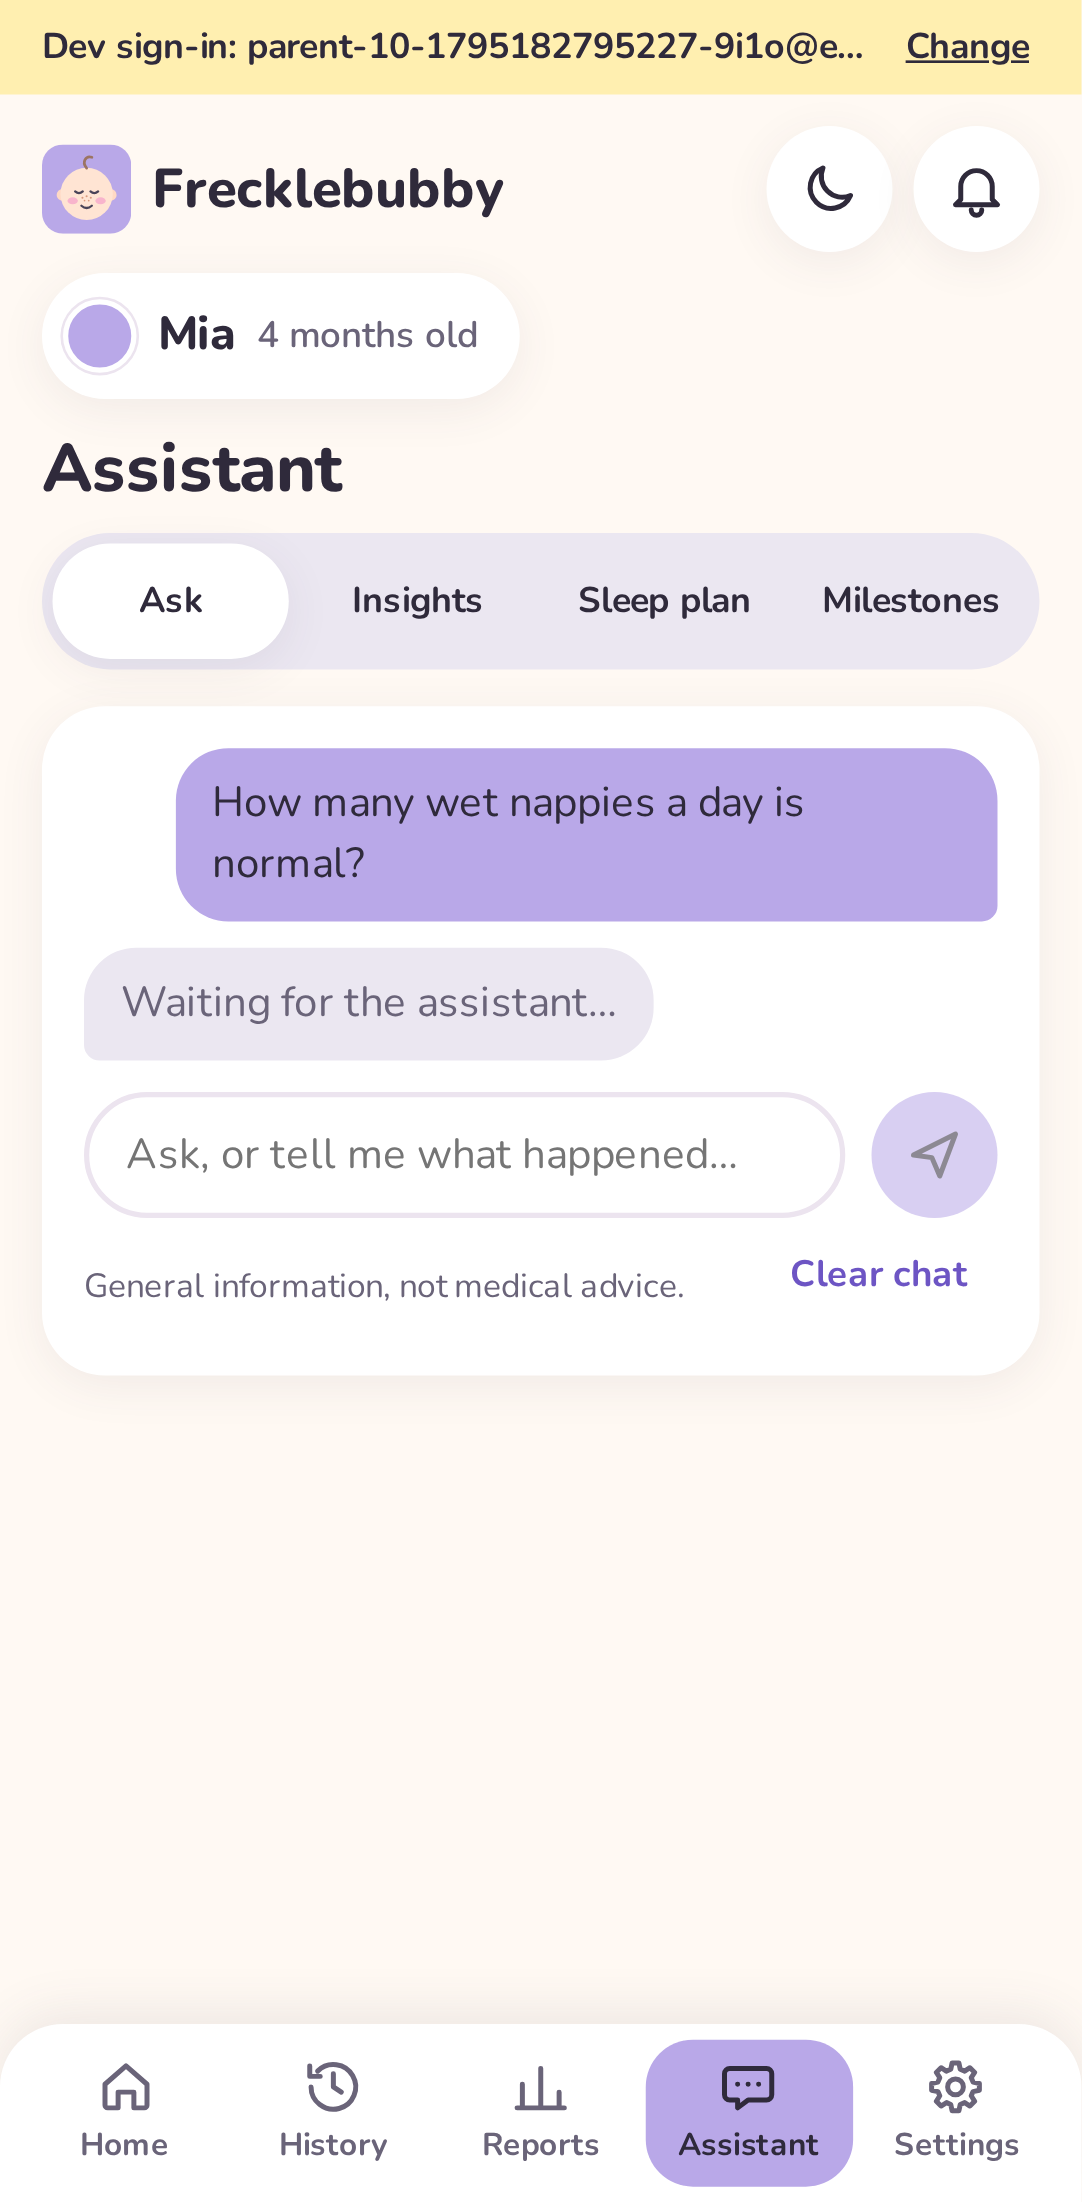 Dev sign-in: parent-10-1795182795227-9i1o@e... Change
Frecklebubby
Mia 4 months old
Assistant
Ask Insights Sleep plan Milestones
How many wet nappies a day is
normal?
Waiting for the assistant...
Ask, or tell me what happened...
General information, not medical advice. Clear chat
Home History Reports Assistant Settings